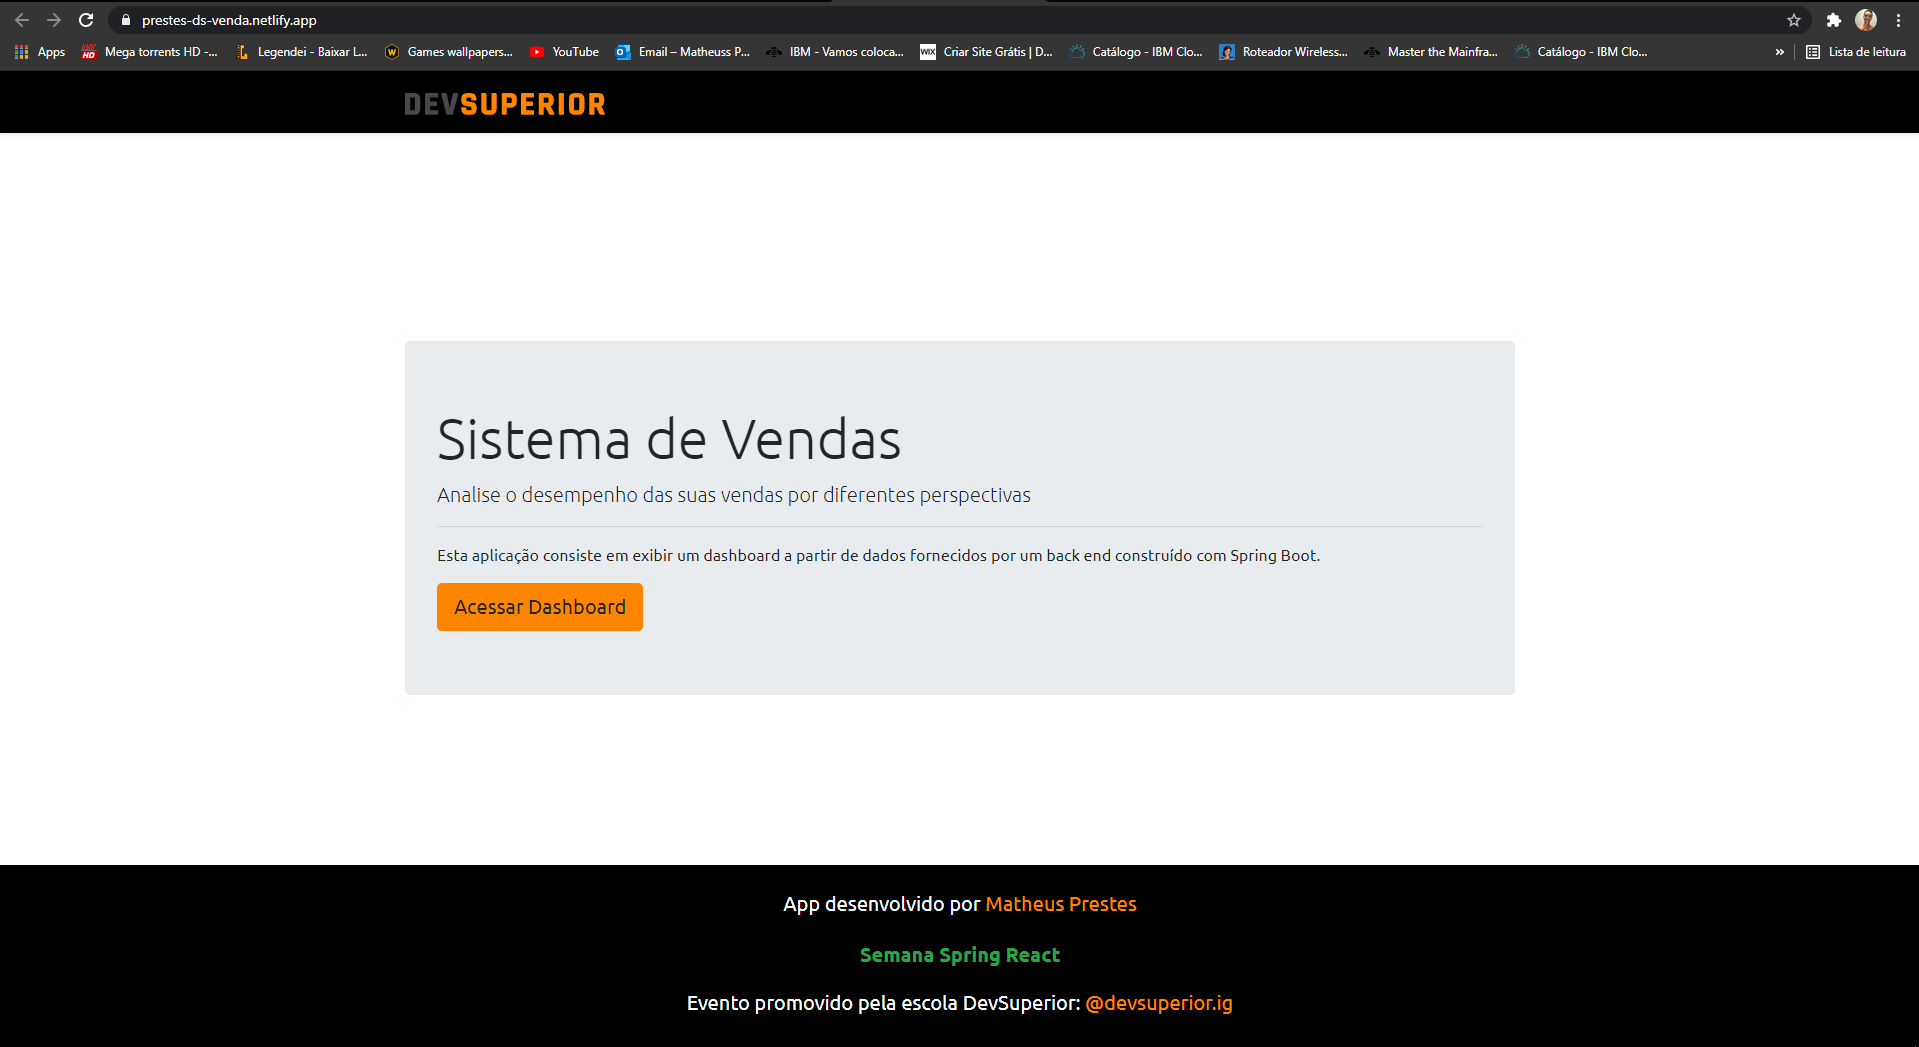 prestes-ds-venda.netlify.app
Apps
Mega torrents HD -...
Legendei - Baixar L...
Games wallpapers...
YouTube
Email – Matheuss P...
IBM - Vamos coloca...
WIX
Criar Site Grátis | D...
Catálogo - IBM Clo...
Roteador Wireless...
Master the Mainfra...
Catálogo - IBM Clo...
»
Lista de leitura
DEVSUPERIOR
Sistema de Vendas
Analise o desempenho das suas vendas por diferentes perspectivas
Esta aplicação consiste em exibir um dashboard a partir de dados fornecidos por um back end construído com Spring Boot.
Acessar Dashboard
App desenvolvido por Matheus Prestes
Semana Spring React
Evento promovido pela escola DevSuperior: @devsuperior.ig